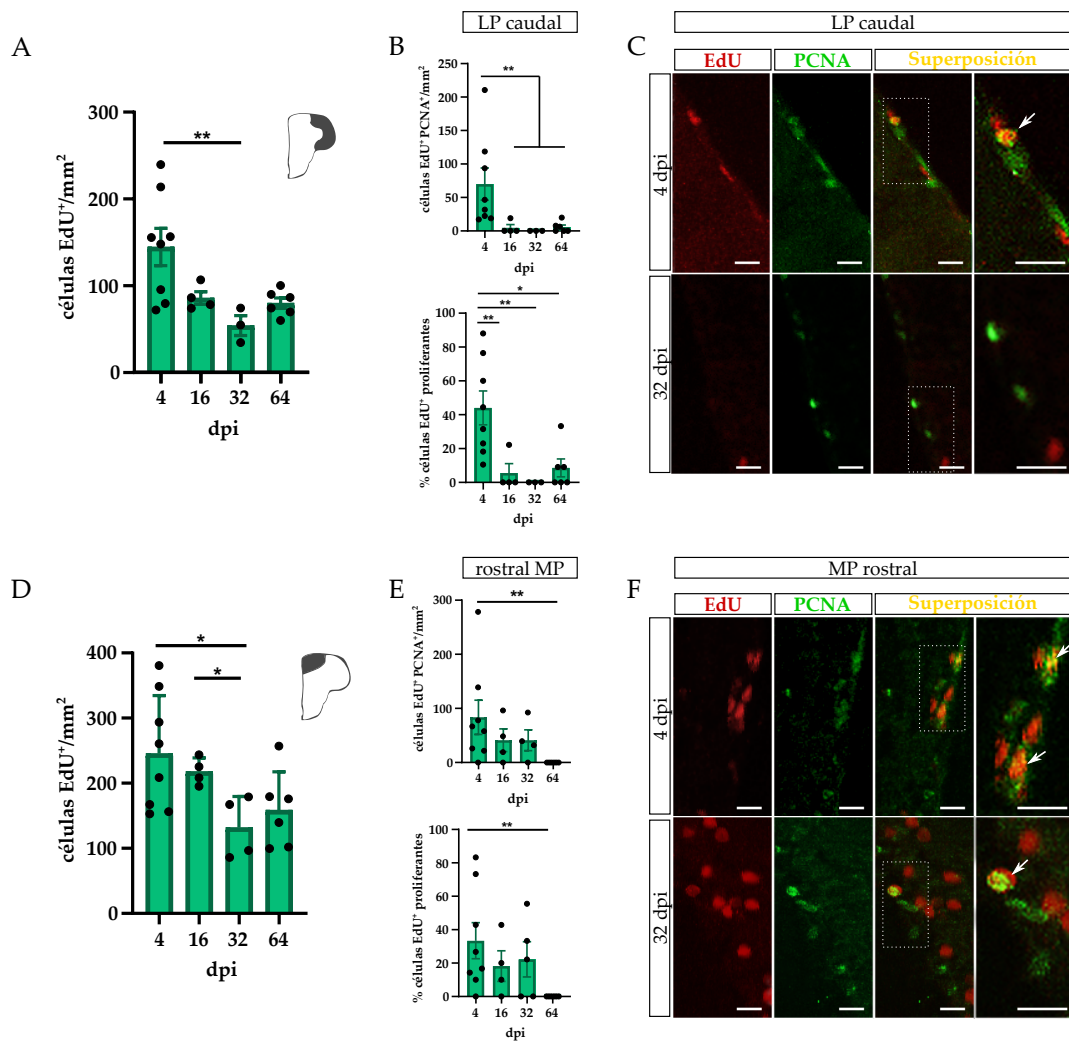 A
células EdU⁺/mm²
300
200
100
0
**
4 16 32 64
dpi
B
LP caudal
células EdU⁺ PCNA⁺/mm²
250
200
150
100
50
0
**
4 16 32 64
dpi
% células EdU⁺ proliferantes
100
80
60
40
20
0
*
**
**
4 16 32 64
dpi
C
LP caudal
EdU PCNA Superposición
4 dpi
32 dpi
D
células EdU⁺/mm²
400
300
200
100
0
*
*
4 16 32 64
dpi
E
rostral MP
células EdU⁺ PCNA⁺/mm²
300
200
100
0
**
4 16 32 64
dpi
% células EdU⁺ proliferantes
100
80
60
40
20
0
**
4 16 32 64
dpi
F
MP rostral
EdU PCNA Superposición
4 dpi
32 dpi